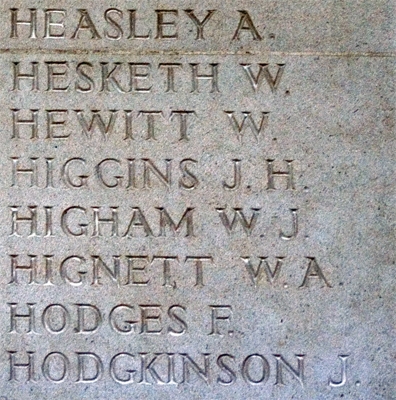 HEASLEY A.
HESKETH W.
HEWITT W.
HIGGINS J. H.
HIGHAM W. J.
HIGNETT W. A.
HODGES F.
HODGKINSON J.